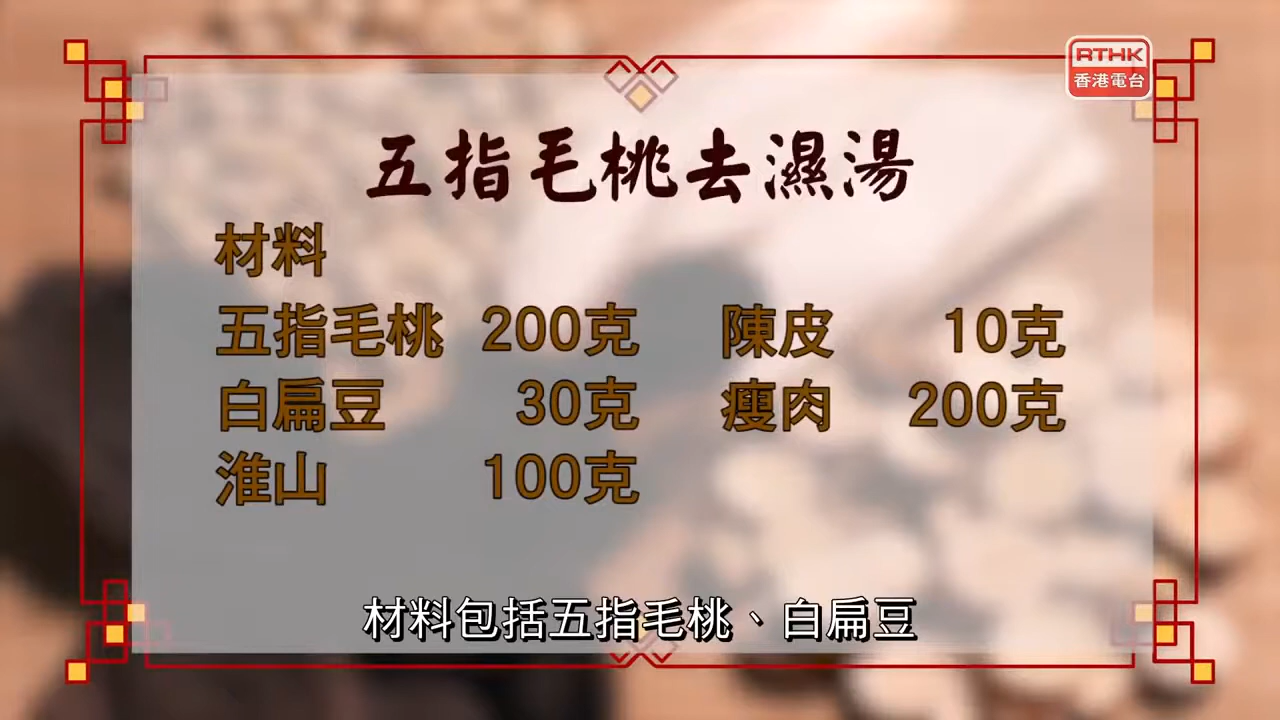 RTHK
香港電台
五指毛桃去濕湯
材料
五指毛桃 200克 陳皮 10克
白扁豆 30克 瘦肉 200克
淮山 100克
材料包括五指毛桃、白扁豆